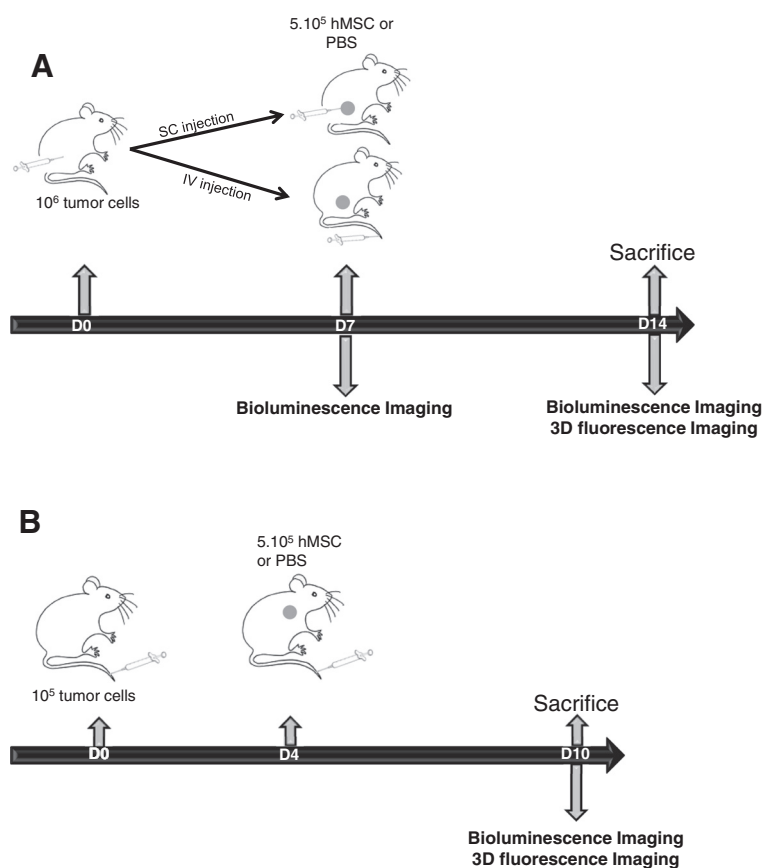 A
5.10⁵ hMSC or
PBS
SC injection
IV injection
10⁶ tumor cells
Sacrifice
D0
D7
D14
Bioluminescence Imaging
Bioluminescence Imaging
3D fluorescence Imaging
B
5.10⁵ hMSC
or PBS
10⁵ tumor cells
Sacrifice
D0
D4
D10
Bioluminescence Imaging
3D fluorescence Imaging